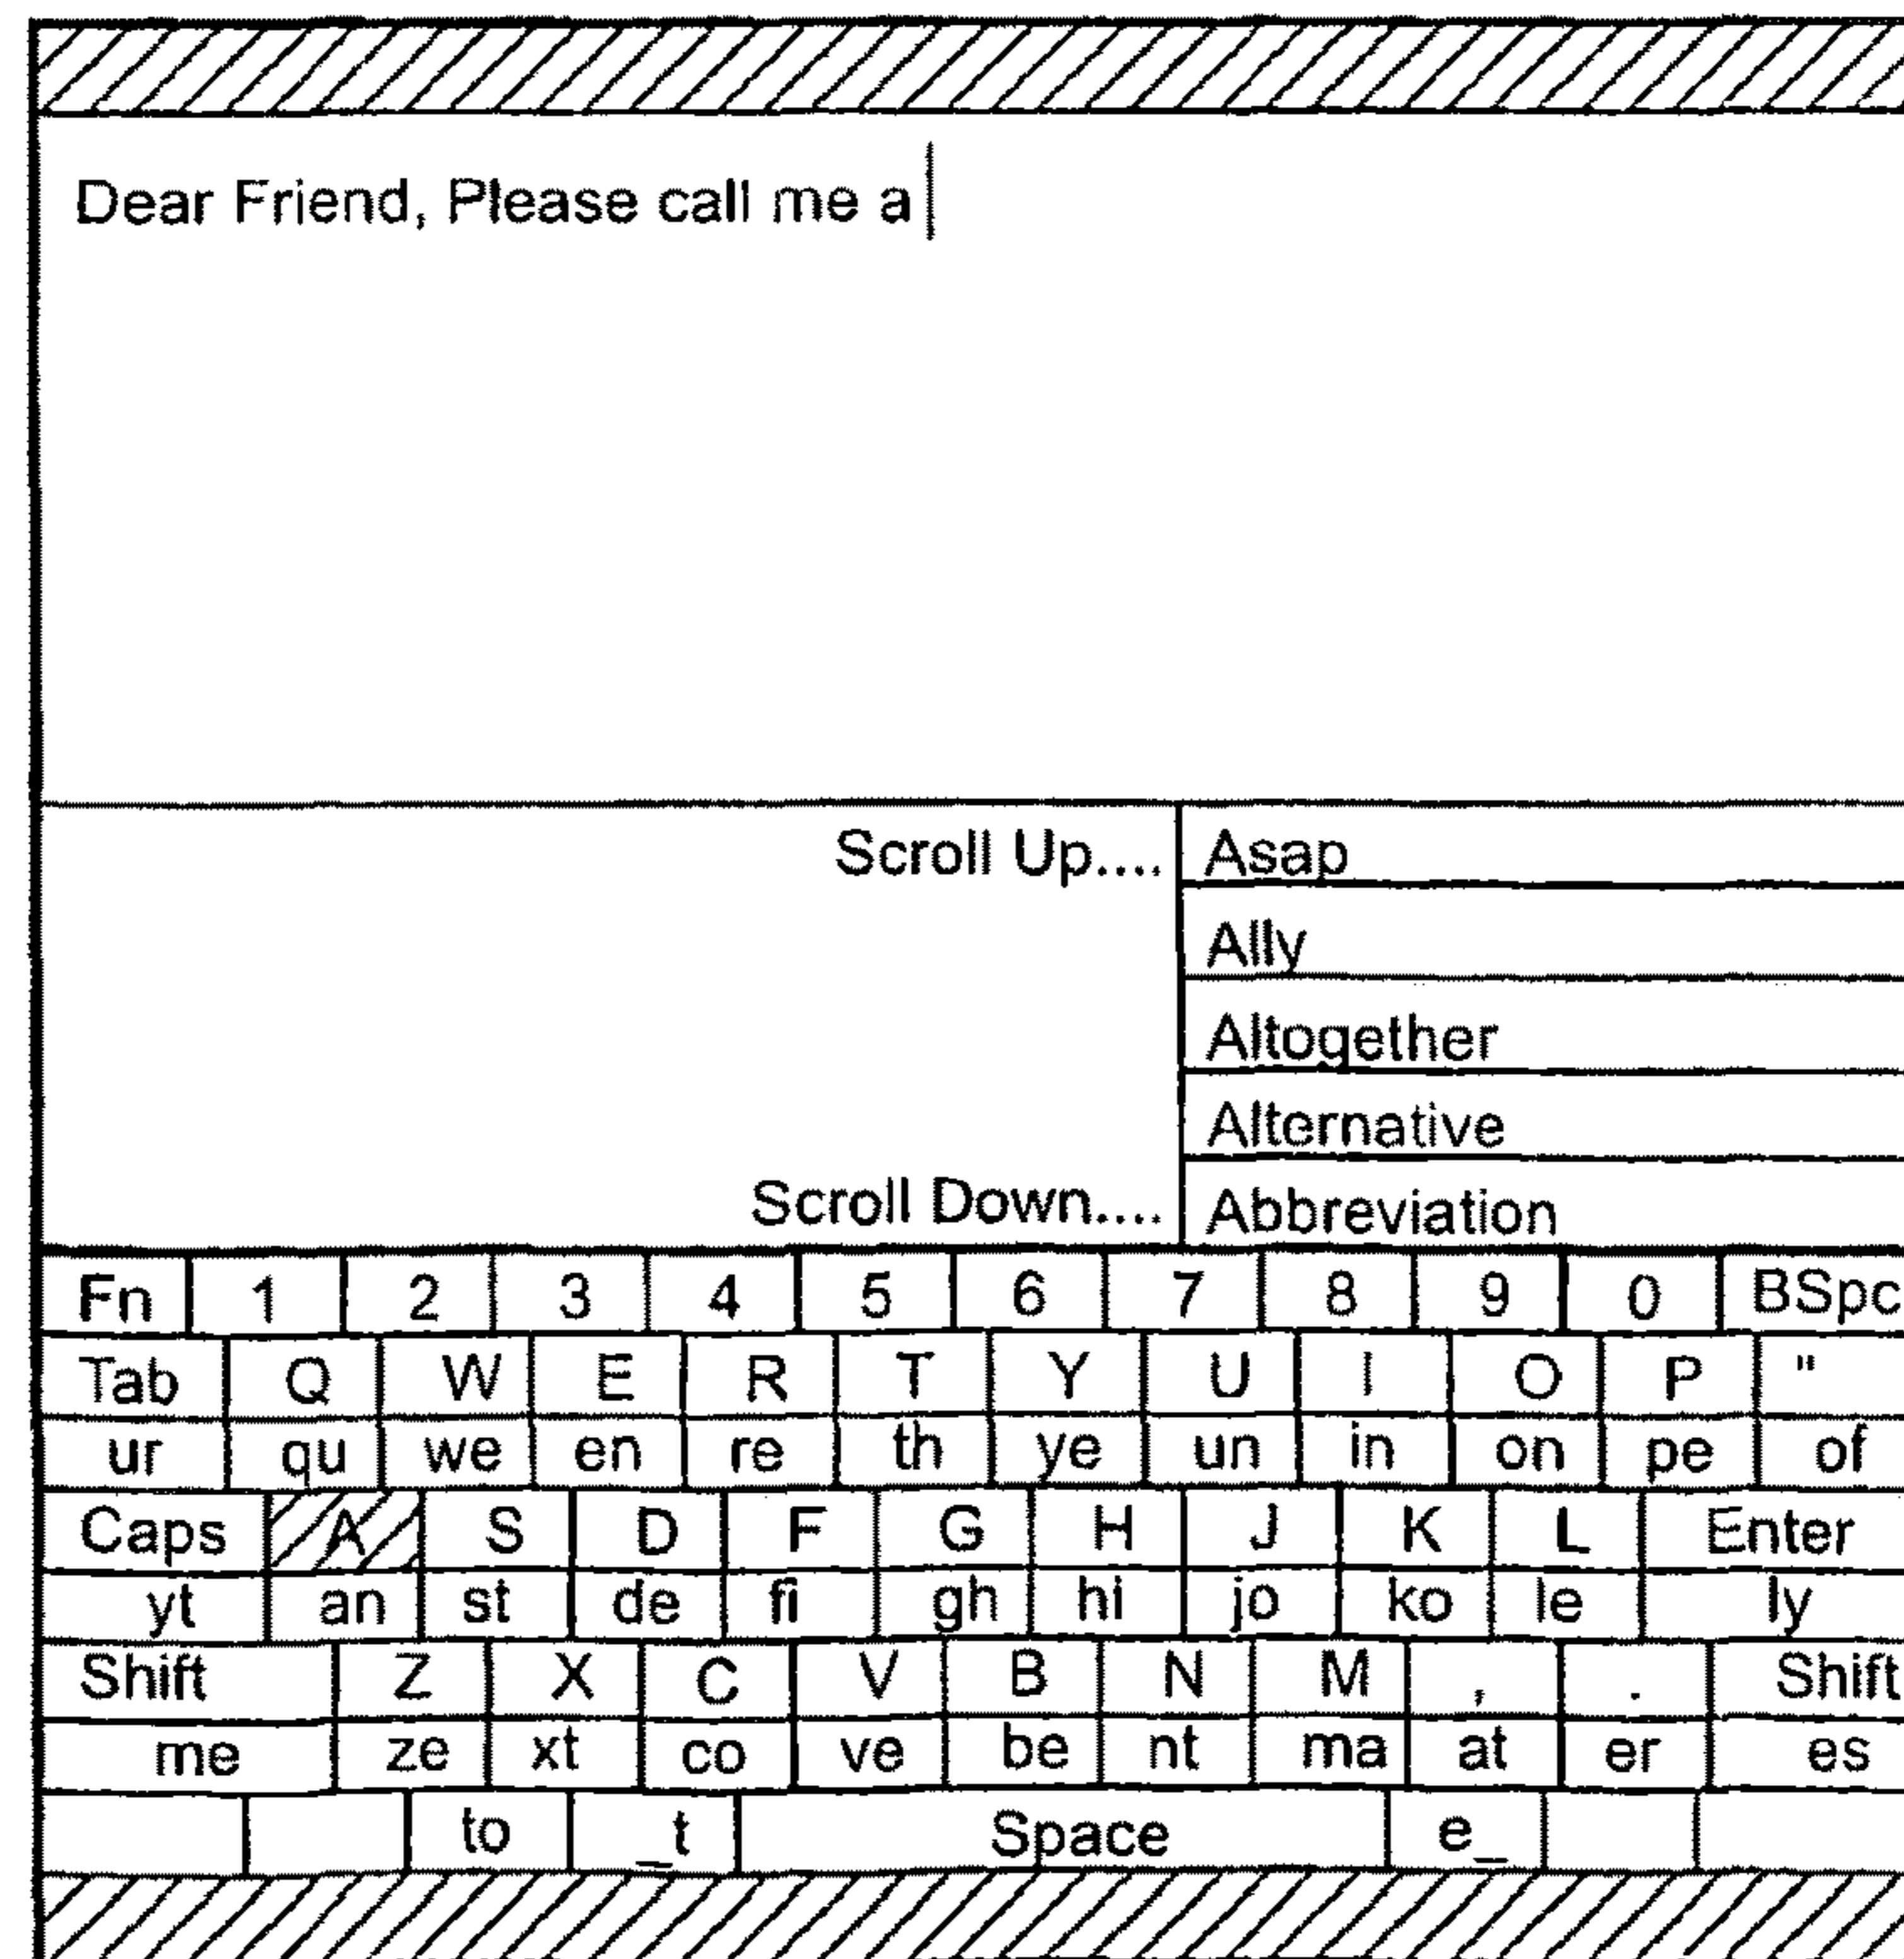 Dear Friend, Please call me a
Scroll Up.... Asap
Ally
Altogether
Alternative
Scroll Down.... Abbreviation
Fn 1 2 3 4 5 6 7 8 9 0 BSpc
Tab Q W E R T Y U I O P "
ur qu we en re th ye un in on pe of
Caps A S D F G H J K L Enter
yt an st de fi gh hi jo ko le ly
Shift Z X C V B N M , . Shift
me ze xt co ve be nt ma at er es
to _t Space e_